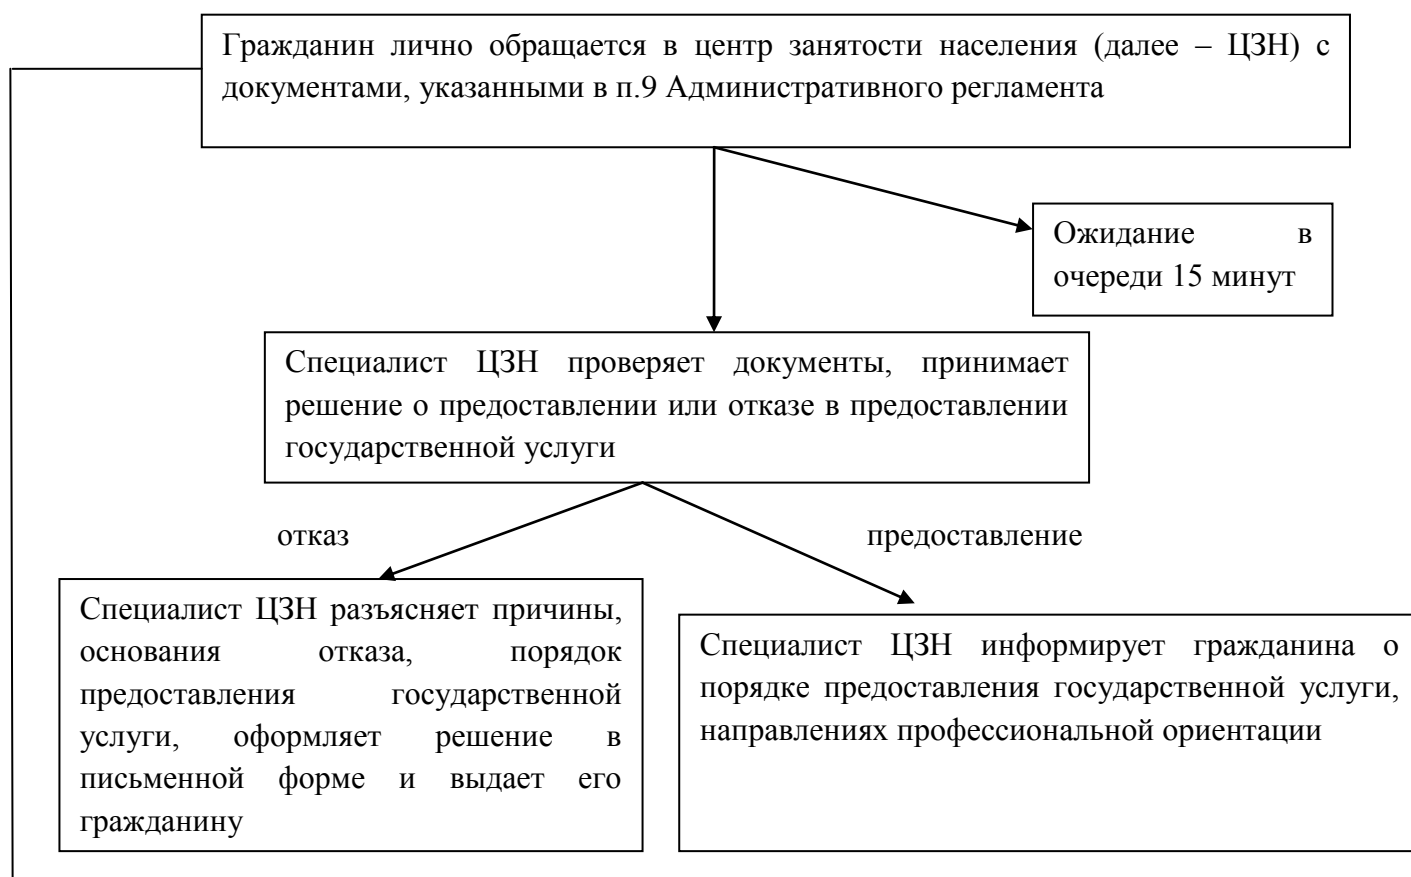 Гражданин лично обращается в центр занятости населения (далее – ЦЗН) с
документами, указанными в п.9 Административного регламента
Ожидание в
очереди 15 минут
Специалист ЦЗН проверяет документы, принимает
решение о предоставлении или отказе в предоставлении
государственной услуги
отказ
предоставление
Специалист ЦЗН разъясняет причины,
основания отказа, порядок
предоставления государственной
услуги, оформляет решение в
письменной форме и выдает его
гражданину
Специалист ЦЗН информирует гражданина о
порядке предоставления государственной услуги,
направлениях профессиональной ориентации